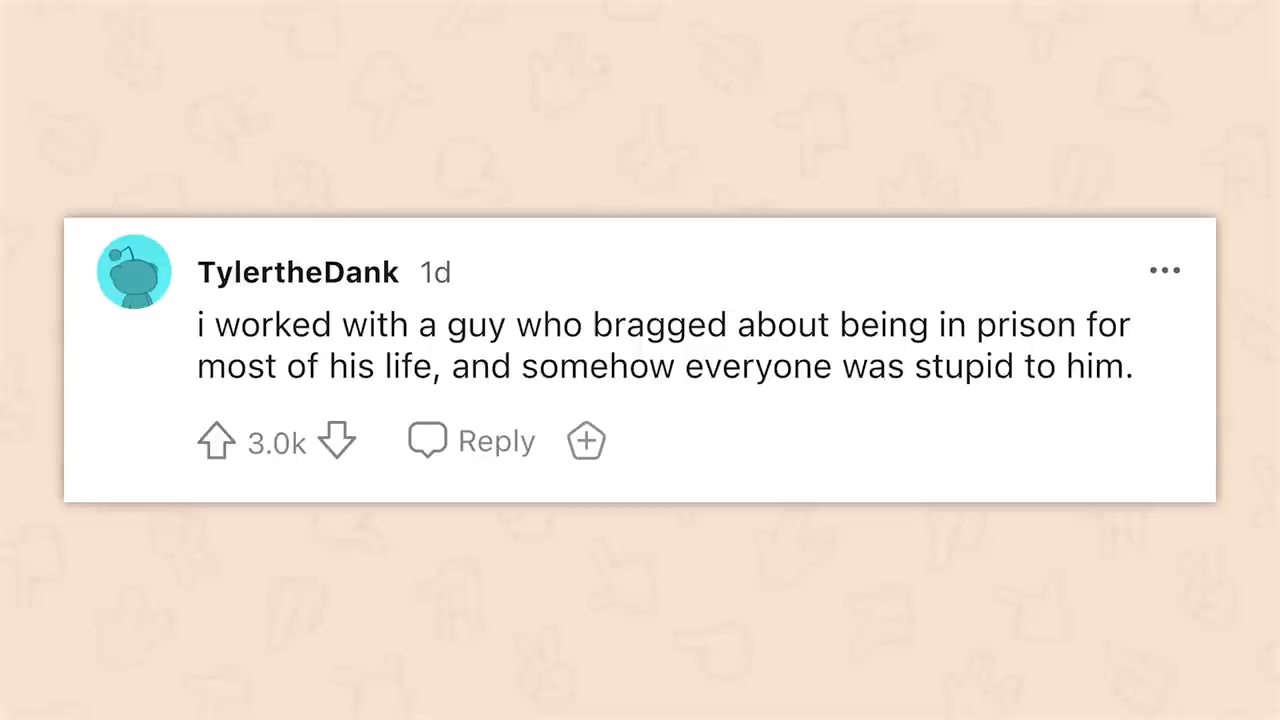 TylertheDank 1d
i worked with a guy who bragged about being in prison for
most of his life, and somehow everyone was stupid to him.
3.0k Reply